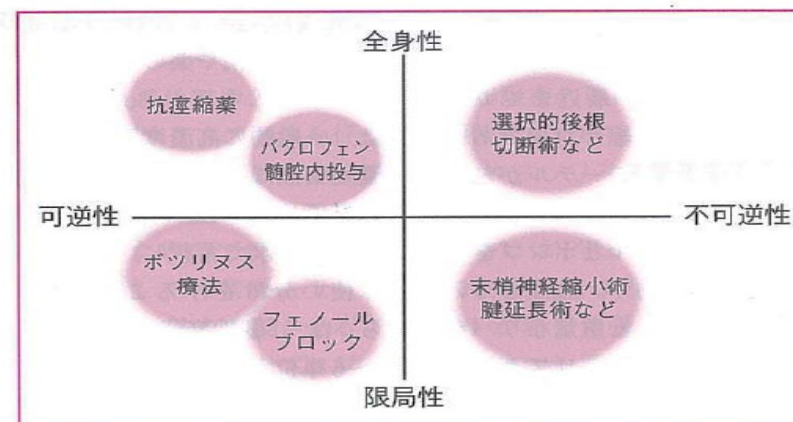 全身性
抗痙縮薬
バクロフェン
髄腔内投与
選択的後根
切断術など
可逆性
不可逆性
ボツリヌス
療法
フェノール
ブロック
末梢神経縮小術
腱延長術など
限局性